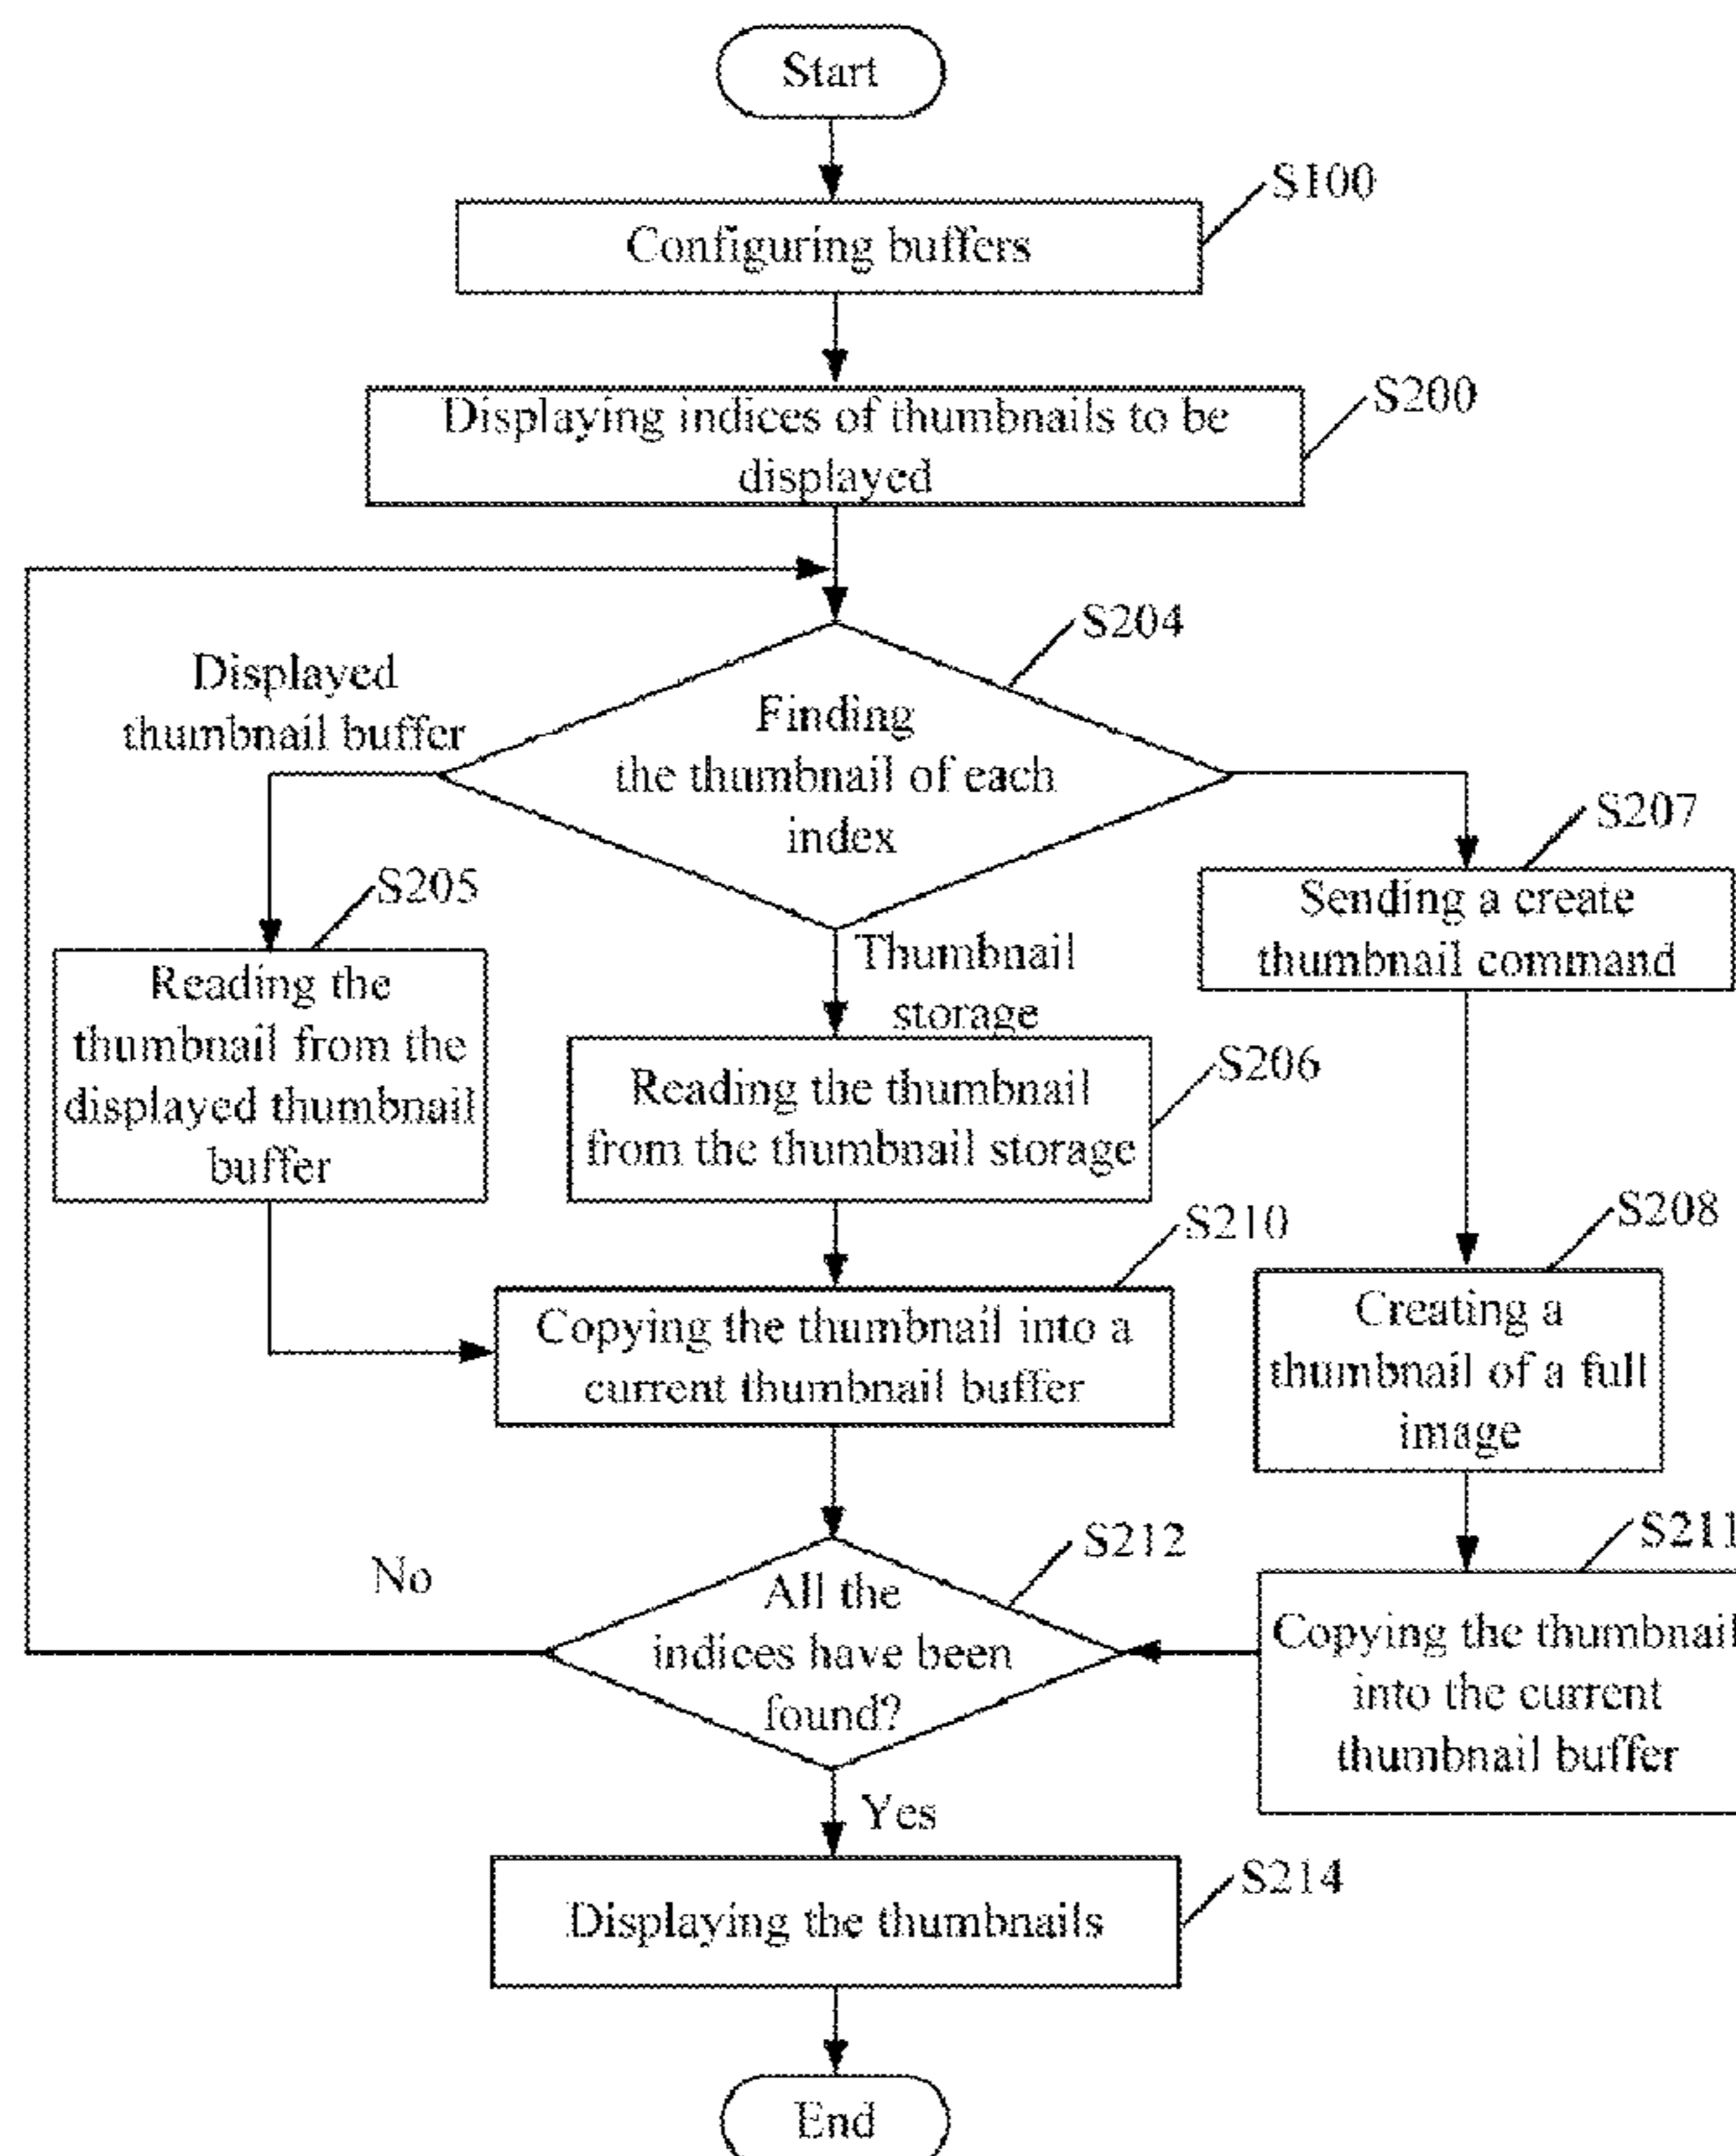 Start
S100
Configuring buffers
S200
Displaying indices of thumbnails to be
displayed
S204
Displayed
thumbnail buffer
Finding
the thumbnail of each
index
S207
Sending a create
thumbnail command
S205
Reading the
thumbnail from the
displayed thumbnail
buffer
Thumbnail
storage
S206
Reading the thumbnail
from the thumbnail storage
S208
Creating a
thumbnail of a full
image
S210
Copying the thumbnail into a
current thumbnail buffer
S211
Copying the thumbnail
into the current
thumbnail buffer
S212
All the
indices have been
found?
No
Yes
S214
Displaying the thumbnails
End